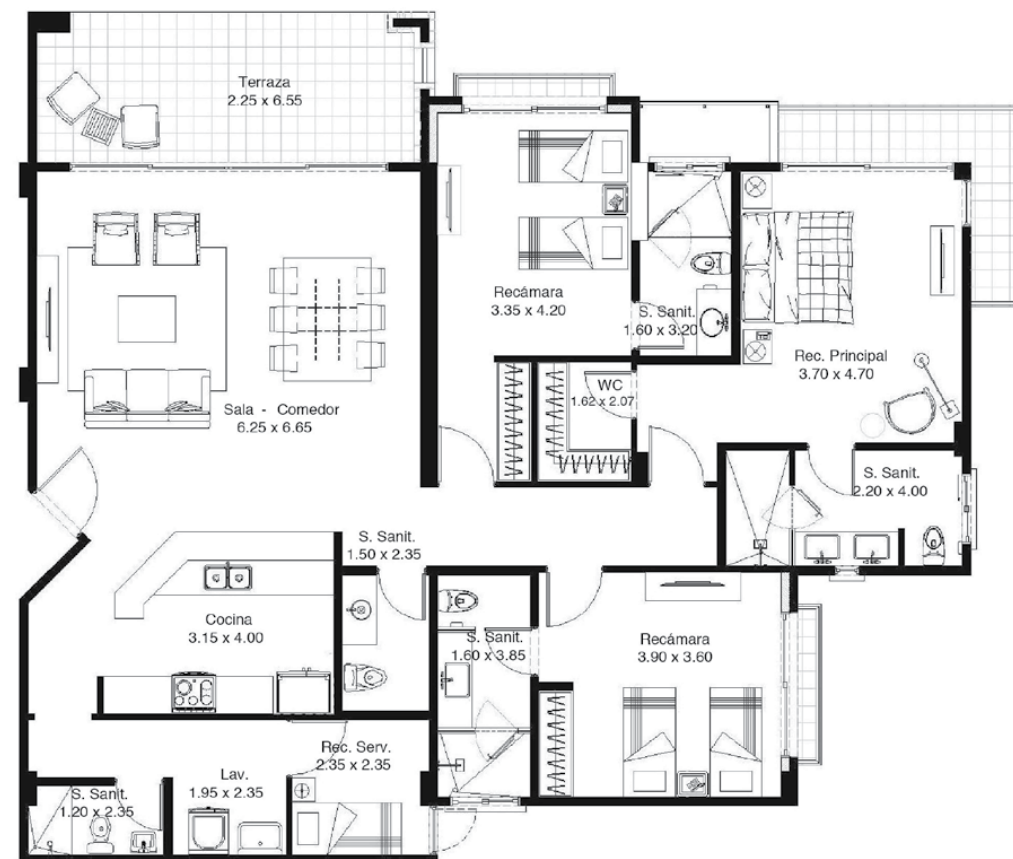 Terraza
2.25 x 6.55
Recámara
3.35 x 4.20
S. Sanit.
1.60 x 3.20
Rec. Principal
3.70 x 4.70
WC
1.62 x 2.07
Sala - Comedor
6.25 x 6.65
S. Sanit.
2.20 x 4.00
S. Sanit.
1.50 x 2.35
Cocina
3.15 x 4.00
S. Sanit.
1.60 x 3.85
Recámara
3.90 x 3.60
Rec. Serv.
2.35 x 2.35
Lav.
1.95 x 2.35
S. Sanit.
1.20 x 2.35